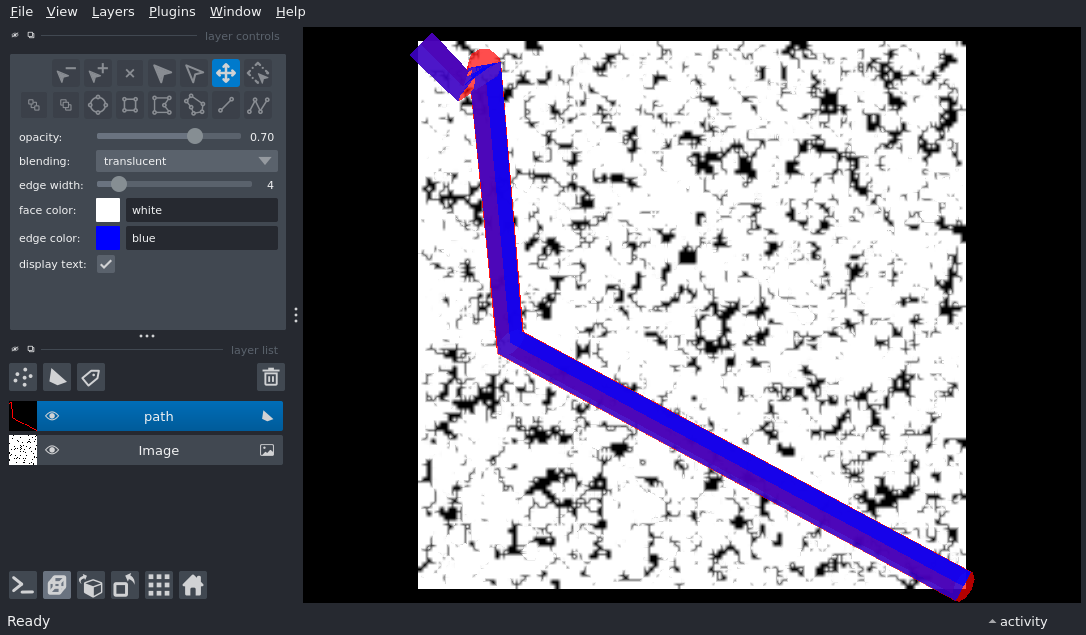 File View Layers Plugins Window Help
layer controls
opacity: 0.70
blending: translucent
edge width: 4
face color: white
edge color: blue
display text:
layer list
path
Image
Ready
activity